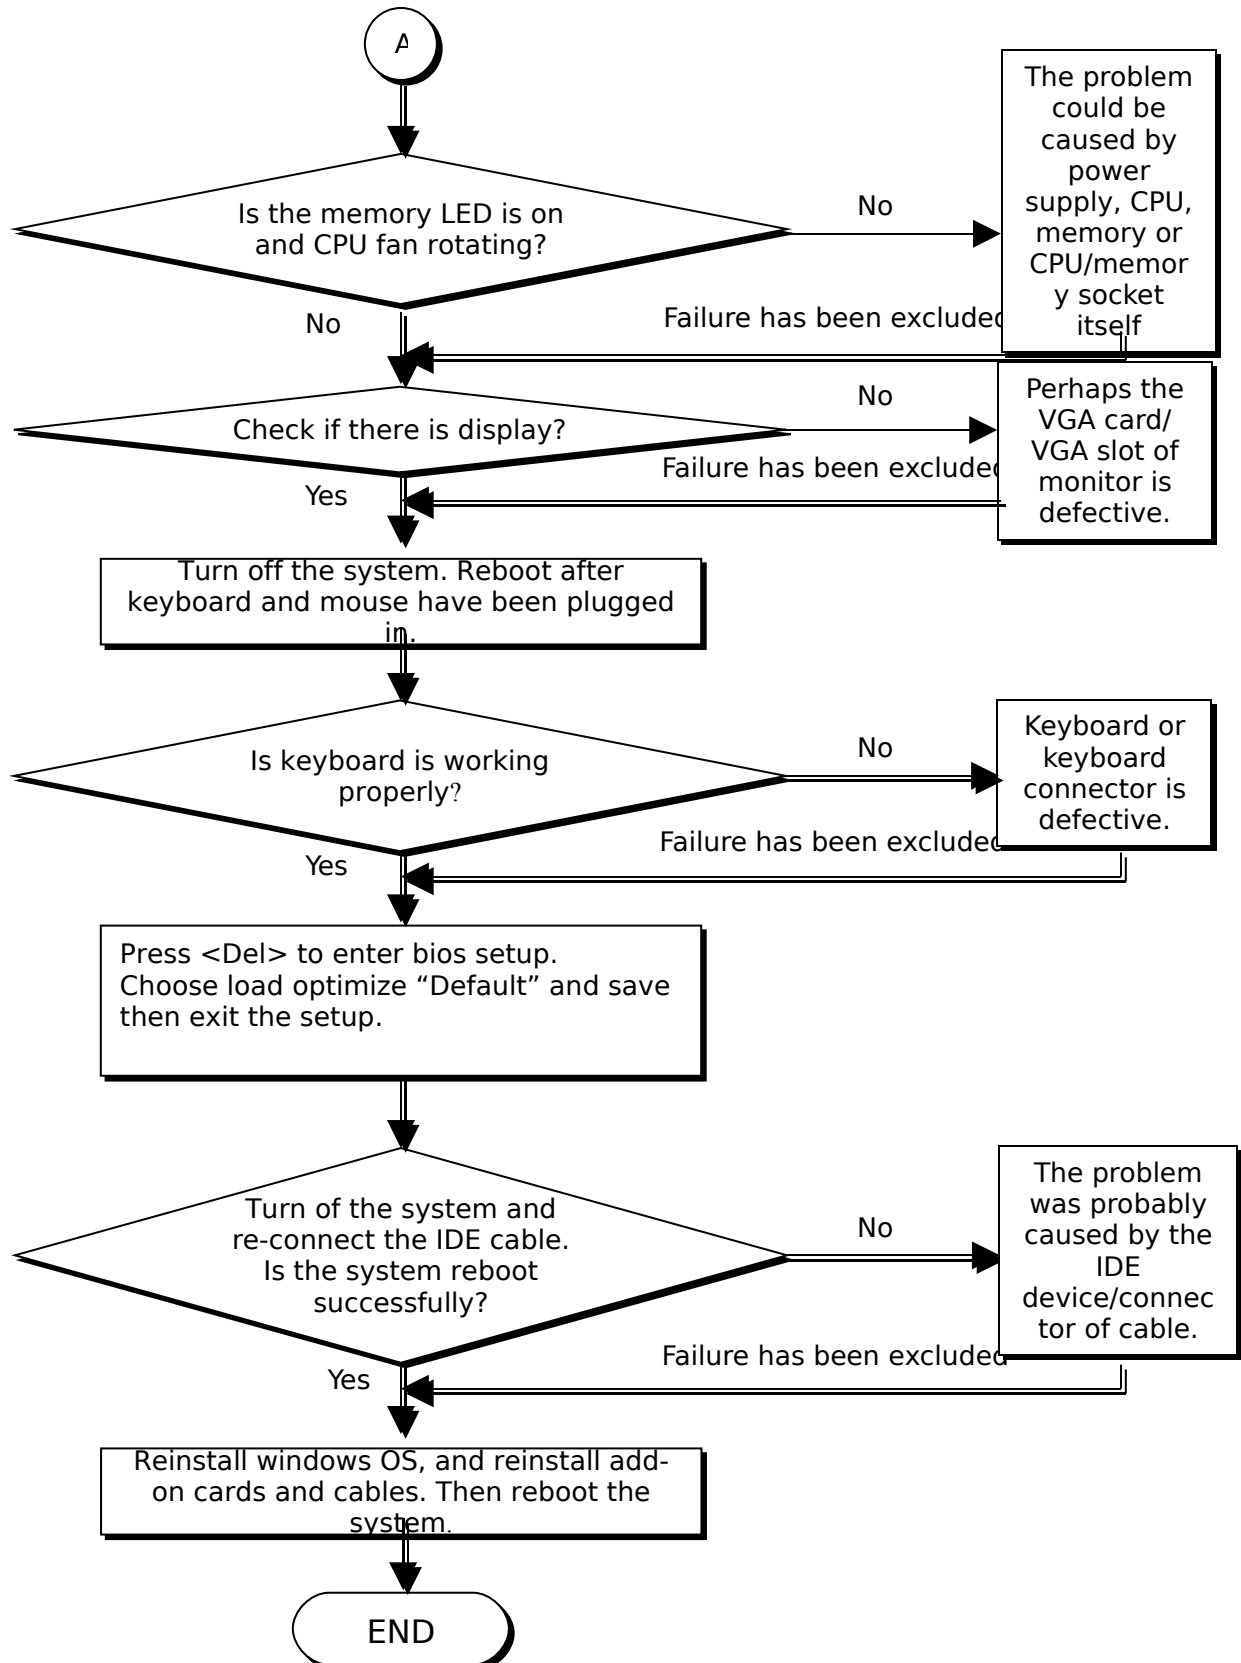 A
Is the memory LED is on
and CPU fan rotating?
No
The problem
could be
caused by
power
supply, CPU,
memory or
CPU/memor
y socket
itself
No
Failure has been excluded
Check if there is display?
No
Perhaps the
VGA card/
VGA slot of
monitor is
defective.
Failure has been excluded
Yes
Turn off the system. Reboot after
keyboard and mouse have been plugged
in.
Is keyboard is working
properly?
No
Keyboard or
keyboard
connector is
defective.
Failure has been excluded
Yes
Press <Del> to enter bios setup.
Choose load optimize “Default” and save
then exit the setup.
Turn of the system and
re-connect the IDE cable.
Is the system reboot
successfully?
No
The problem
was probably
caused by the
IDE
device/connec
tor of cable.
Failure has been excluded
Yes
Reinstall windows OS, and reinstall add-
on cards and cables. Then reboot the
system.
END